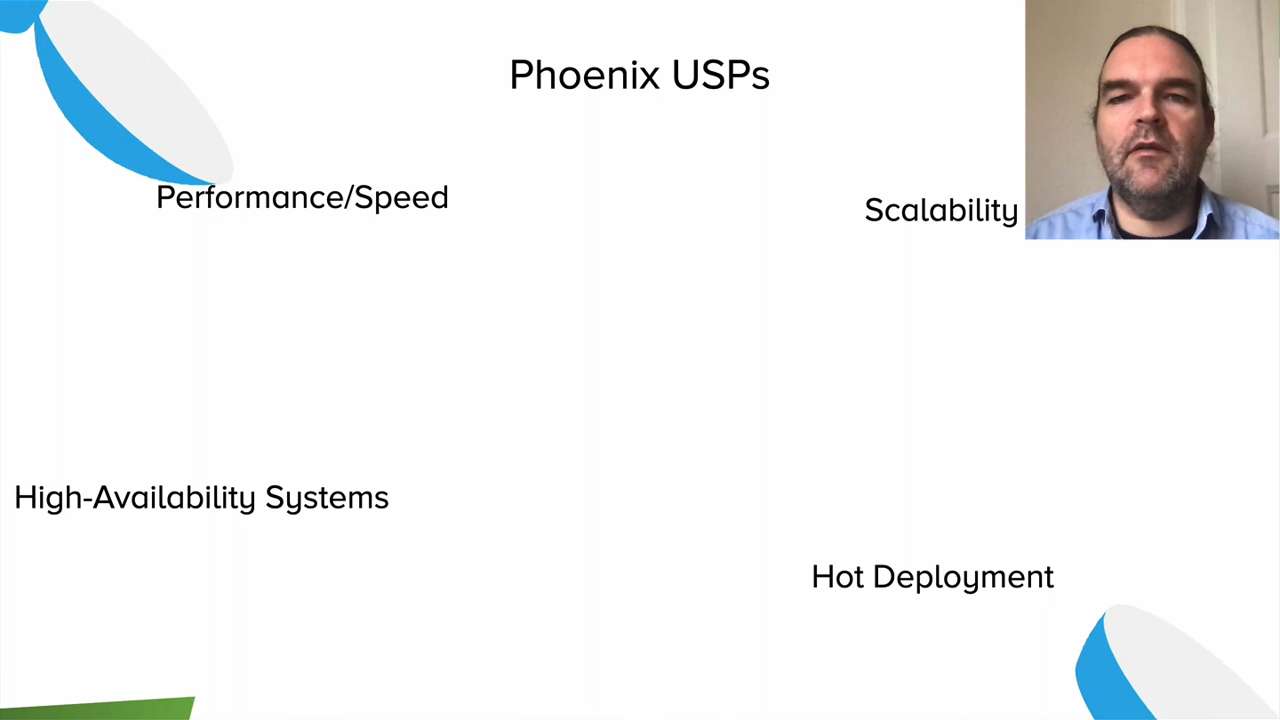 Phoenix USPs
Performance/Speed
Scalability
High-Availability Systems
Hot Deployment